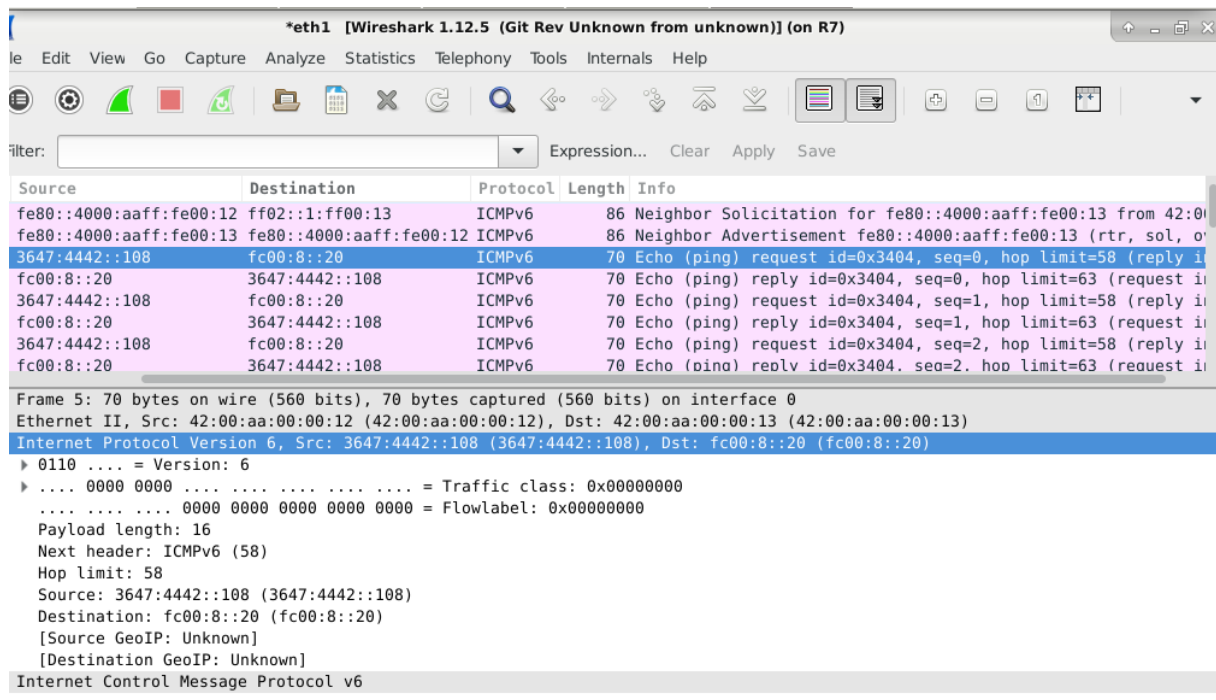 *eth1 [Wireshark 1.12.5 (Git Rev Unknown from unknown)] (on R7)
le Edit View Go Capture Analyze Statistics Telephony Tools Internals Help
Filter: Expression... Clear Apply Save
Source Destination Protocol Length Info
fe80::4000:aaff:fe00:12 ff02::1:ff00:13 ICMPv6 86 Neighbor Solicitation for fe80::4000:aaff:fe00:13 from 42:00
fe80::4000:aaff:fe00:13 fe80::4000:aaff:fe00:12 ICMPv6 86 Neighbor Advertisement fe80::4000:aaff:fe00:13 (rtr, sol, ov
3647:4442::108 fc00:8::20 ICMPv6 70 Echo (ping) request id=0x3404, seq=0, hop limit=58 (reply i
fc00:8::20 3647:4442::108 ICMPv6 70 Echo (ping) reply id=0x3404, seq=0, hop limit=63 (request i
3647:4442::108 fc00:8::20 ICMPv6 70 Echo (ping) request id=0x3404, seq=1, hop limit=58 (reply i
fc00:8::20 3647:4442::108 ICMPv6 70 Echo (ping) reply id=0x3404, seq=1, hop limit=63 (request i
3647:4442::108 fc00:8::20 ICMPv6 70 Echo (ping) request id=0x3404, seq=2, hop limit=58 (reply i
fc00:8::20 3647:4442::108 ICMPv6 70 Echo (ping) reply id=0x3404, seq=2, hop limit=63 (request i
Frame 5: 70 bytes on wire (560 bits), 70 bytes captured (560 bits) on interface 0
Ethernet II, Src: 42:00:aa:00:00:12 (42:00:aa:00:00:12), Dst: 42:00:aa:00:00:13 (42:00:aa:00:00:13)
Internet Protocol Version 6, Src: 3647:4442::108 (3647:4442::108), Dst: fc00:8::20 (fc00:8::20)
0110 .... = Version: 6
.... 0000 0000 .... .... .... .... .... = Traffic class: 0x00000000
.... .... .... 0000 0000 0000 0000 0000 = Flowlabel: 0x00000000
Payload length: 16
Next header: ICMPv6 (58)
Hop limit: 58
Source: 3647:4442::108 (3647:4442::108)
Destination: fc00:8::20 (fc00:8::20)
[Source GeoIP: Unknown]
[Destination GeoIP: Unknown]
Internet Control Message Protocol v6